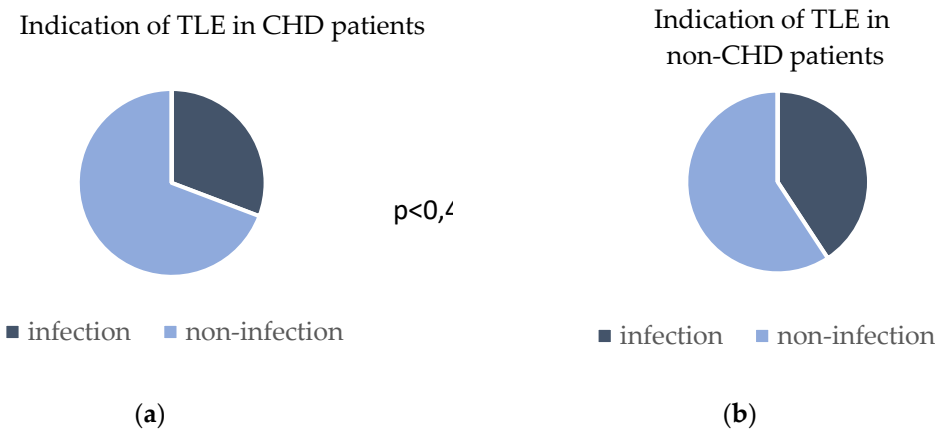 Indication of TLE in CHD patients
p<0,4
infection non-infection
(a)
Indication of TLE in
non-CHD patients
infection non-infection
(b)